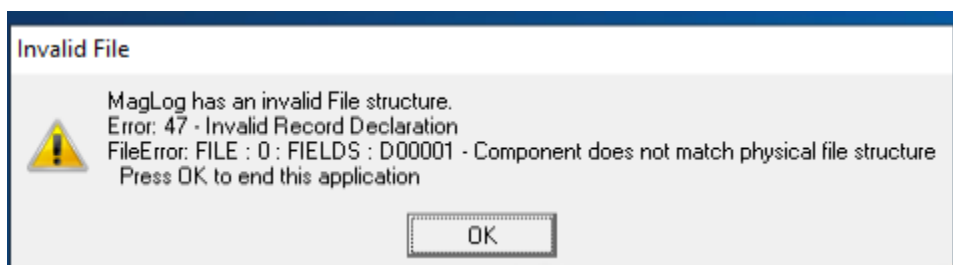 Invalid File
MagLog has an invalid File structure.
Error: 47 - Invalid Record Declaration
FileError: FILE : 0 : FIELDS : D00001 - Component does not match physical file structure
Press OK to end this application
OK